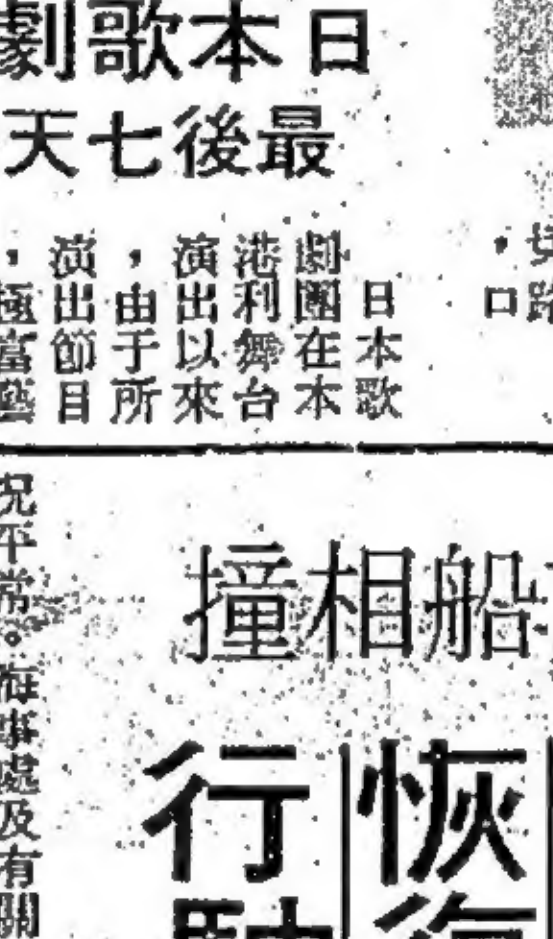 日本歌劇
最後七天
日本歌
劇團在本
港利舞台
演出以來
，由于所
演出節目
，極富藝
船相撞
恢
行
況平常。海事處及有關